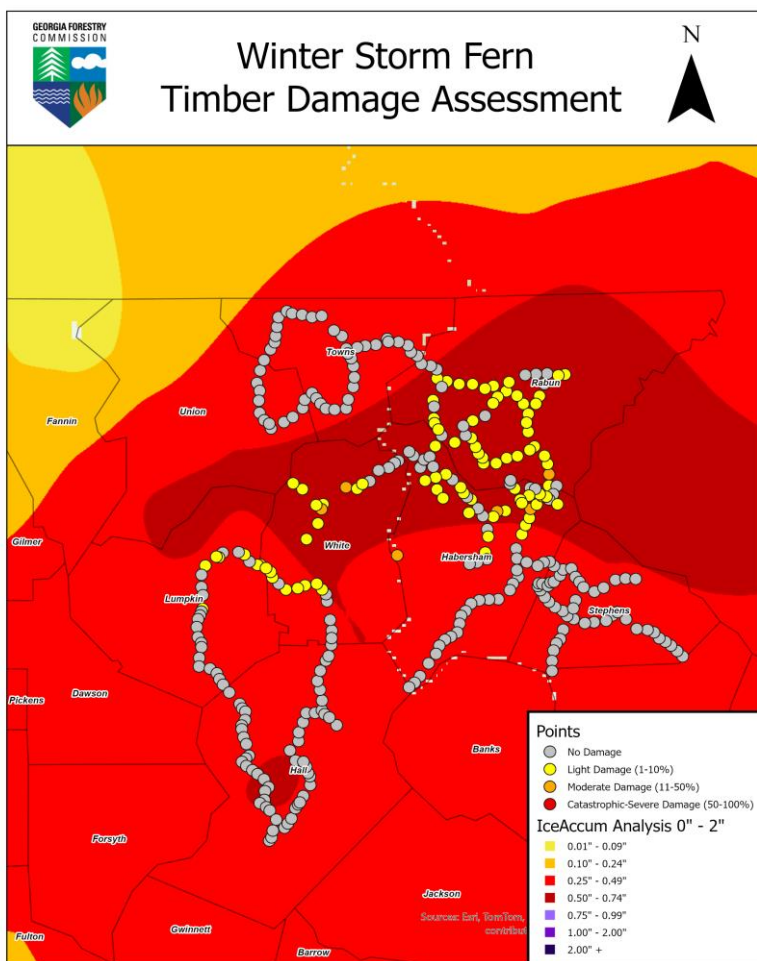 GEORGIA FORESTRY
COMMISSION
Winter Storm Fern
Timber Damage Assessment
N
Towns
Rabun
Fannin
Union
Gilmer
White
Habersham
Lumpkin
Stephens
Pickens
Dawson
Banks
Hall
Forsyth
Jackson
Gwinnett
Fulton
Barrow
Sources: Esri, TomTom,
contribut
Points
No Damage
Light Damage (1-10%)
Moderate Damage (11-50%)
Catastrophic-Severe Damage (50-100%)
IceAccum Analysis 0" - 2"
0.01" - 0.09"
0.10" - 0.24"
0.25" - 0.49"
0.50" - 0.74"
0.75" - 0.99"
1.00" - 2.00"
2.00" +